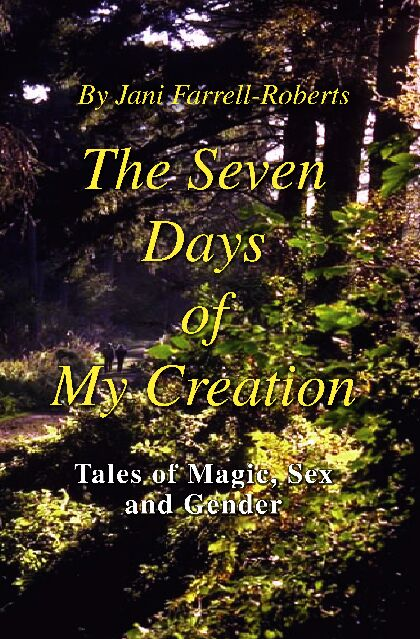 By Jani Farrell-Roberts
The Seven
Days
of
My Creation
Tales of Magic, Sex
and Gender